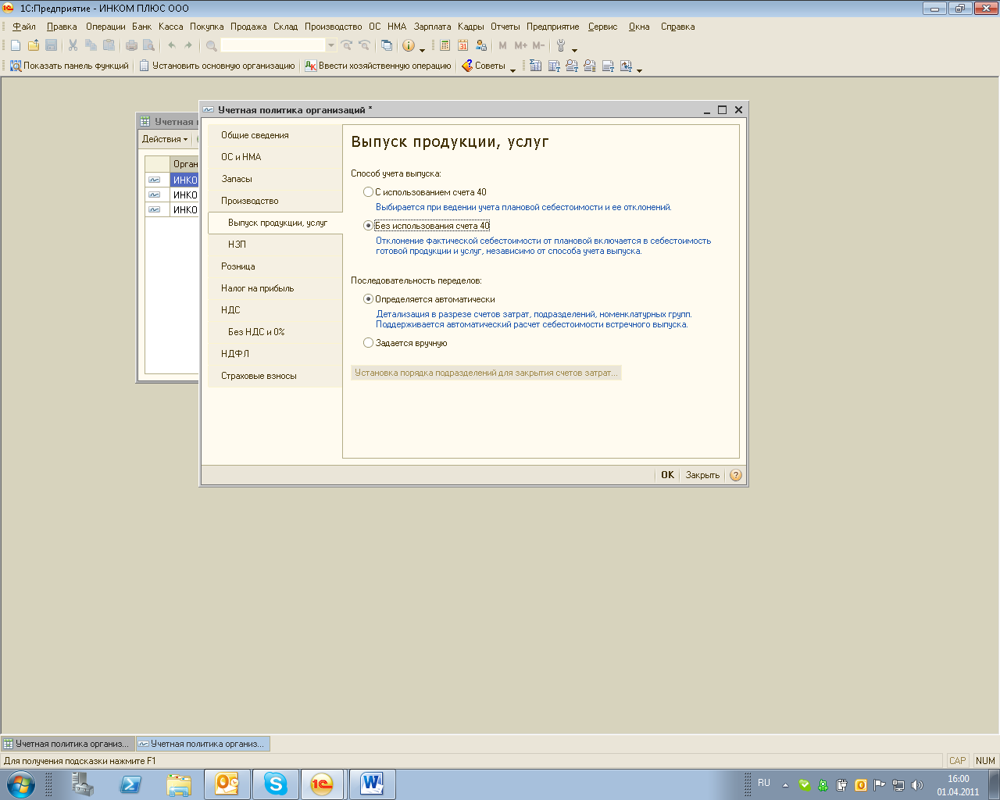 1С:Предприятие - ИНКОМ ПЛЮС ООО
Файл Правка Операции Банк Касса Покупка Продажа Склад Производство ОС НМА Зарплата Кадры Отчеты Предприятие Сервис Окна Справка
M M+ M-
Показать панель функций Установить основную организацию Ввести хозяйственную операцию Советы
Учетная
Действия
Орган
ИНКО
ИНКО
ИНКО
Учетная политика организаций *
Общие сведения
ОС и НМА
Запасы
Производство
Выпуск продукции, услуг
НЗП
Розница
Налог на прибыль
НДС
Без НДС и 0%
НДФЛ
Страховые взносы
Выпуск продукции, услуг
Способ учета выпуска:
С использованием счета 40
Выбирается при ведении учета плановой себестоимости и ее отклонений.
Без использования счета 40
Отклонение фактической себестоимости от плановой включается в себестоимость
готовой продукции и услуг, независимо от способа учета выпуска.
Последовательность переделов:
Определяется автоматически
Детализация в разрезе счетов затрат, подразделений, номенклатурных групп.
Поддерживается автоматический расчет себестоимости встречного выпуска.
Задается вручную
Установка порядка подразделений для закрытия счетов затрат...
OK Закрыть ?
Учетная политика организ... Учетная политика организ...
Для получения подсказки нажмите F1
CAP NUM
RU
16:00
01.04.2011